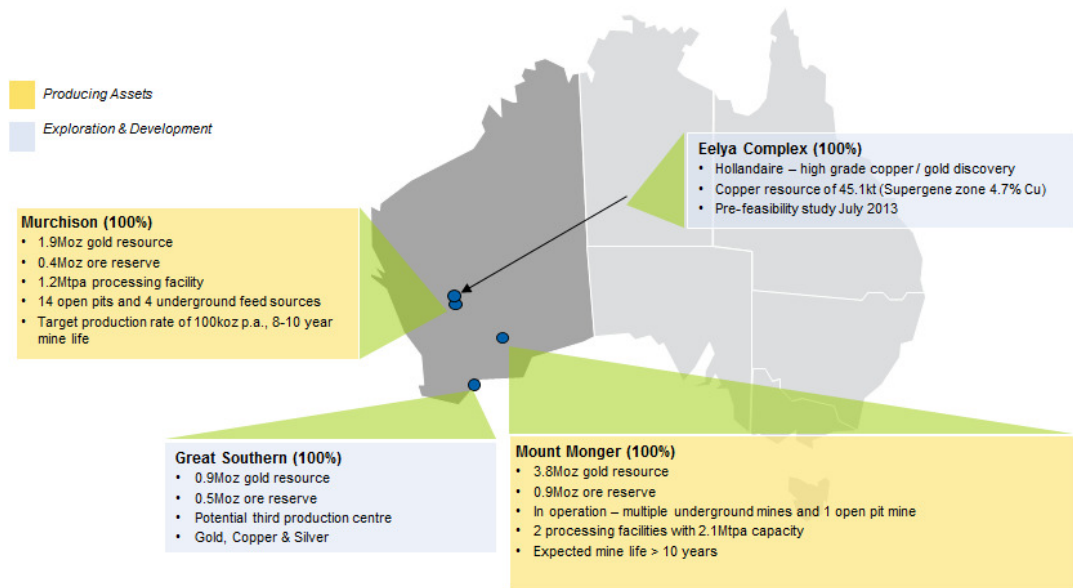 Producing Assets
Exploration & Development
Eelya Complex (100%)
• Hollandaire – high grade copper / gold discovery
• Copper resource of 45.1kt (Supergene zone 4.7% Cu)
• Pre-feasibility study July 2013
Murchison (100%)
• 1.9Moz gold resource
• 0.4Moz ore reserve
• 1.2Mtpa processing facility
• 14 open pits and 4 underground feed sources
• Target production rate of 100koz p.a., 8-10 year
mine life
Great Southern (100%)
• 0.9Moz gold resource
• 0.5Moz ore reserve
• Potential third production centre
• Gold, Copper & Silver
Mount Monger (100%)
• 3.8Moz gold resource
• 0.9Moz ore reserve
• In operation – multiple underground mines and 1 open pit mine
• 2 processing facilities with 2.1Mtpa capacity
• Expected mine life > 10 years